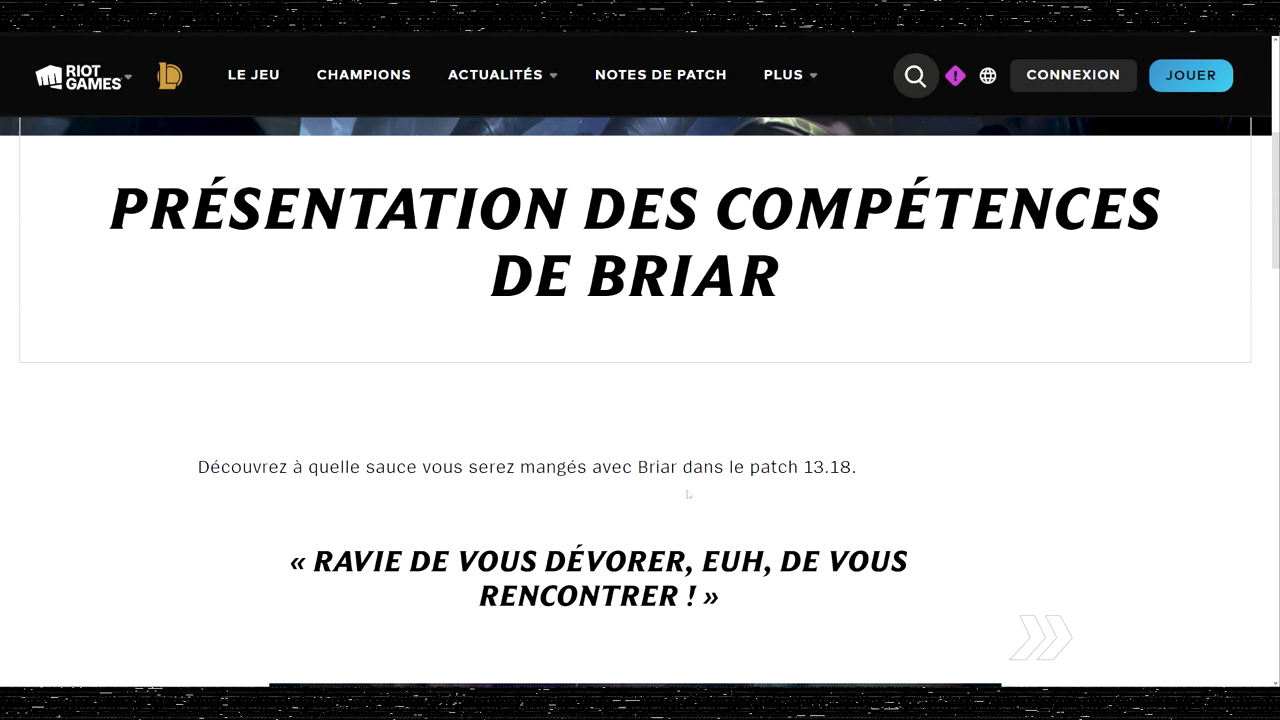 RIOT
GAMES
LE JEU CHAMPIONS ACTUALITÉS NOTES DE PATCH PLUS CONNEXION JOUER
PRÉSENTATION DES COMPÉTENCES
DE BRIAR
Découvrez à quelle sauce vous serez mangés avec Briar dans le patch 13.18.
« RAVIE DE VOUS DÉVORER, EUH, DE VOUS
RENCONTRER ! »